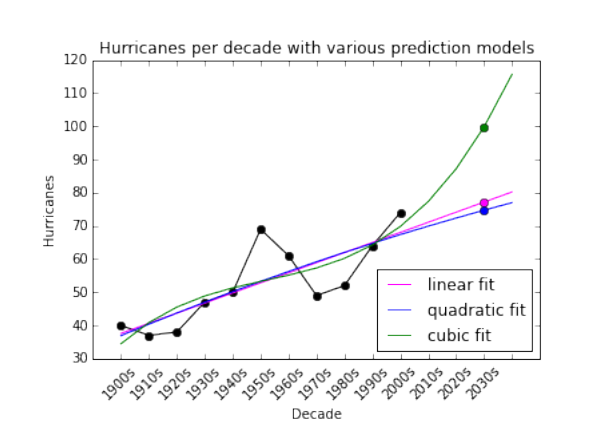 Hurricanes per decade with various prediction models
120
110
100
90
80
70
60
50
40
30
Hurricanes
linear fit
quadratic fit
cubic fit
1900s 1910s 1920s 1930s 1940s 1950s 1960s 1970s 1980s 1990s 2000s 2010s 2020s 2030s
Decade